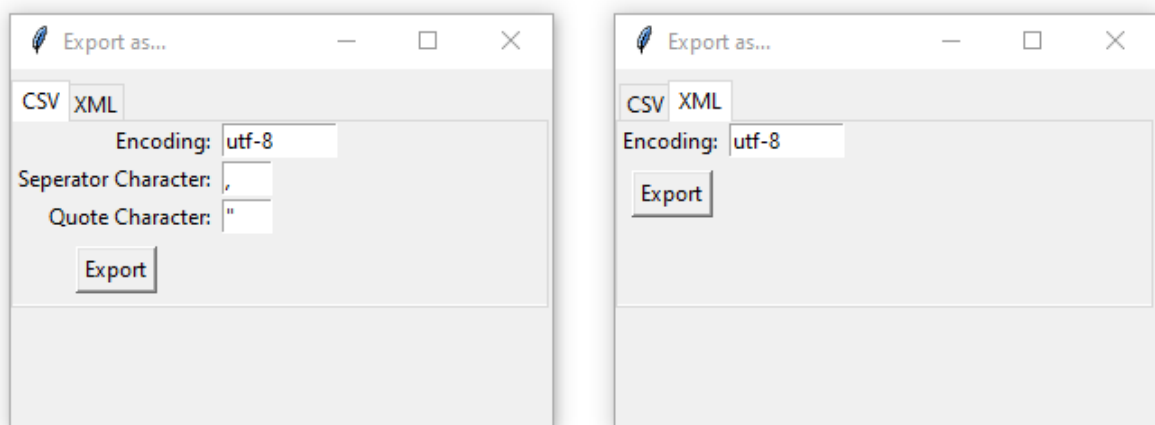 Export as...
CSV XML
Encoding: utf-8
Seperator Character: ,
Quote Character: "
Export
Export as...
CSV XML
Encoding: utf-8
Export